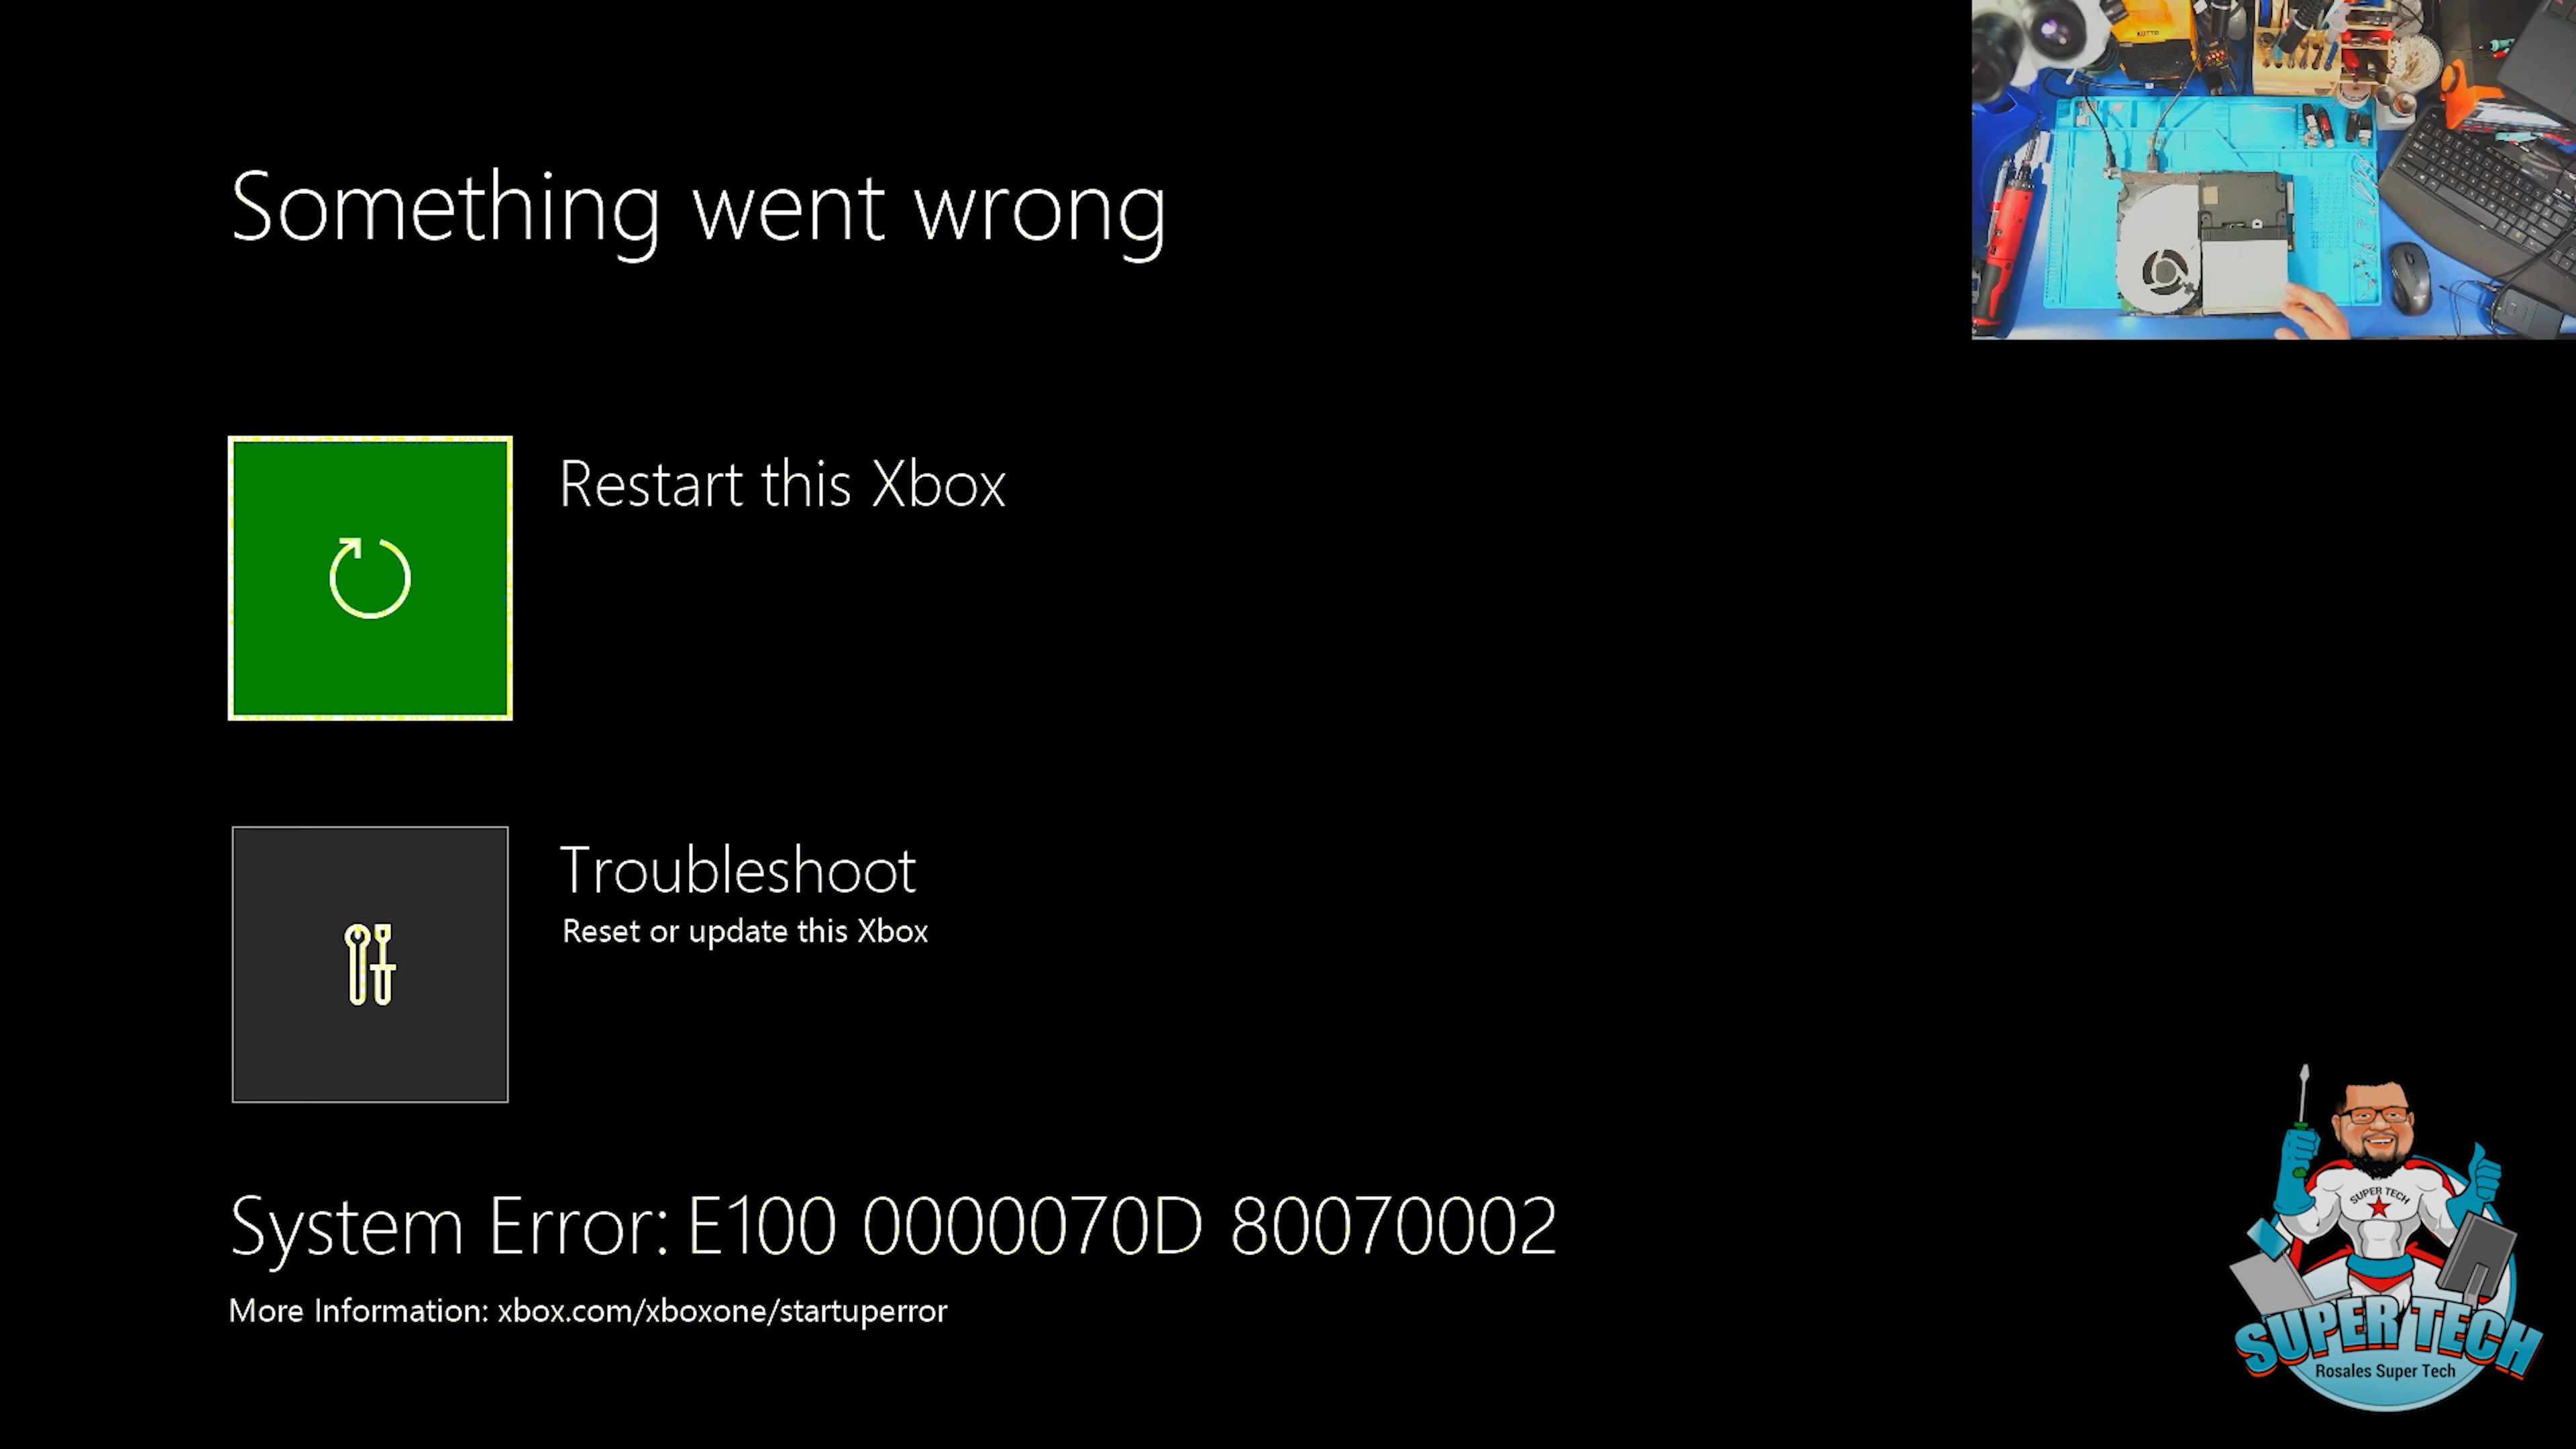 Something went wrong
Restart this Xbox
Troubleshoot
Reset or update this Xbox
System Error: E100 0000070D 80070002
More Information: xbox.com/xboxone/startuperror
SUPER TECH
SUPER TECH
Rosales Super Tech